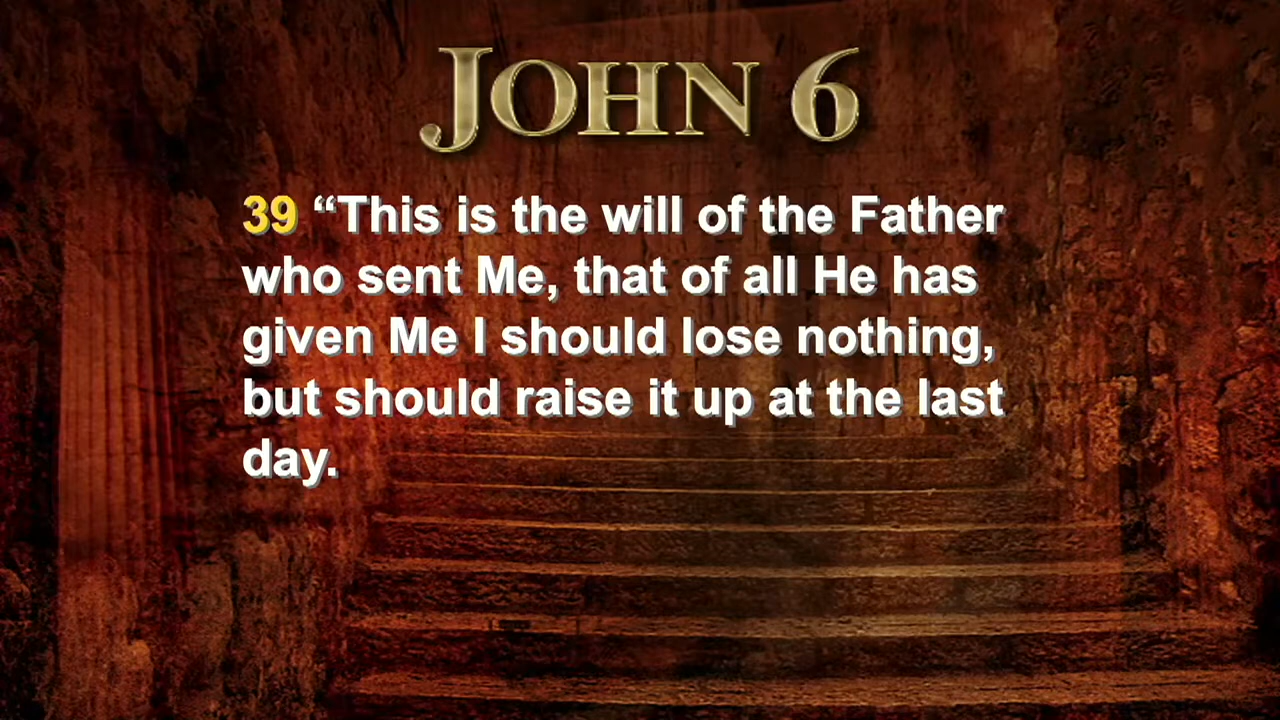 JOHN 6
39 “This is the will of the Father
who sent Me, that of all He has
given Me I should lose nothing,
but should raise it up at the last
day.